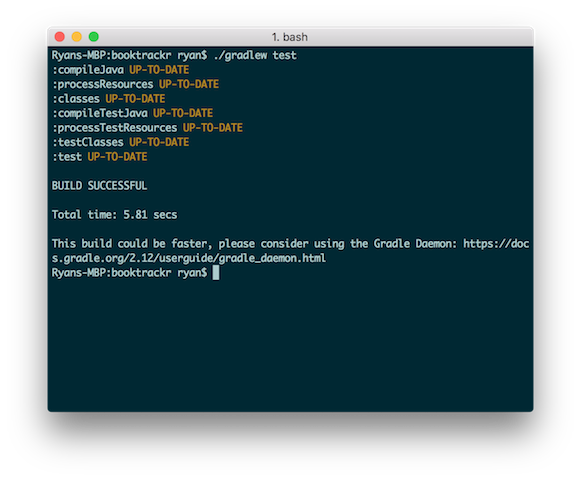 1. bash
Ryans-MBP:booktrackr ryan$ ./gradlew test
:compileJava UP-TO-DATE
:processResources UP-TO-DATE
:classes UP-TO-DATE
:compileTestJava UP-TO-DATE
:processTestResources UP-TO-DATE
:testClasses UP-TO-DATE
:test UP-TO-DATE
BUILD SUCCESSFUL
Total time: 5.81 secs
This build could be faster, please consider using the Gradle Daemon: https://doc
s.gradle.org/2.12/userguide/gradle_daemon.html
Ryans-MBP:booktrackr ryan$